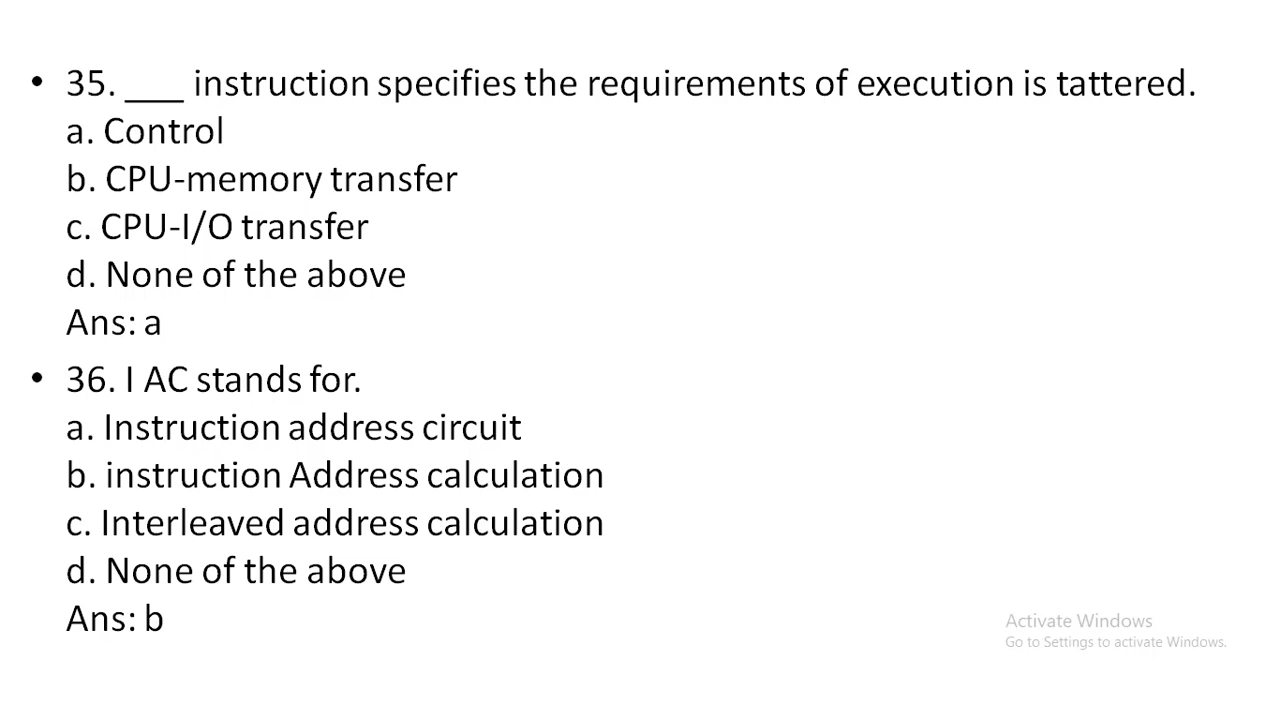 • 35. ___ instruction specifies the requirements of execution is tattered.
a. Control
b. CPU-memory transfer
c. CPU-I/O transfer
d. None of the above
Ans: a
• 36. I AC stands for.
a. Instruction address circuit
b. instruction Address calculation
c. Interleaved address calculation
d. None of the above
Ans: b
Activate Windows
Go to Settings to activate Windows.